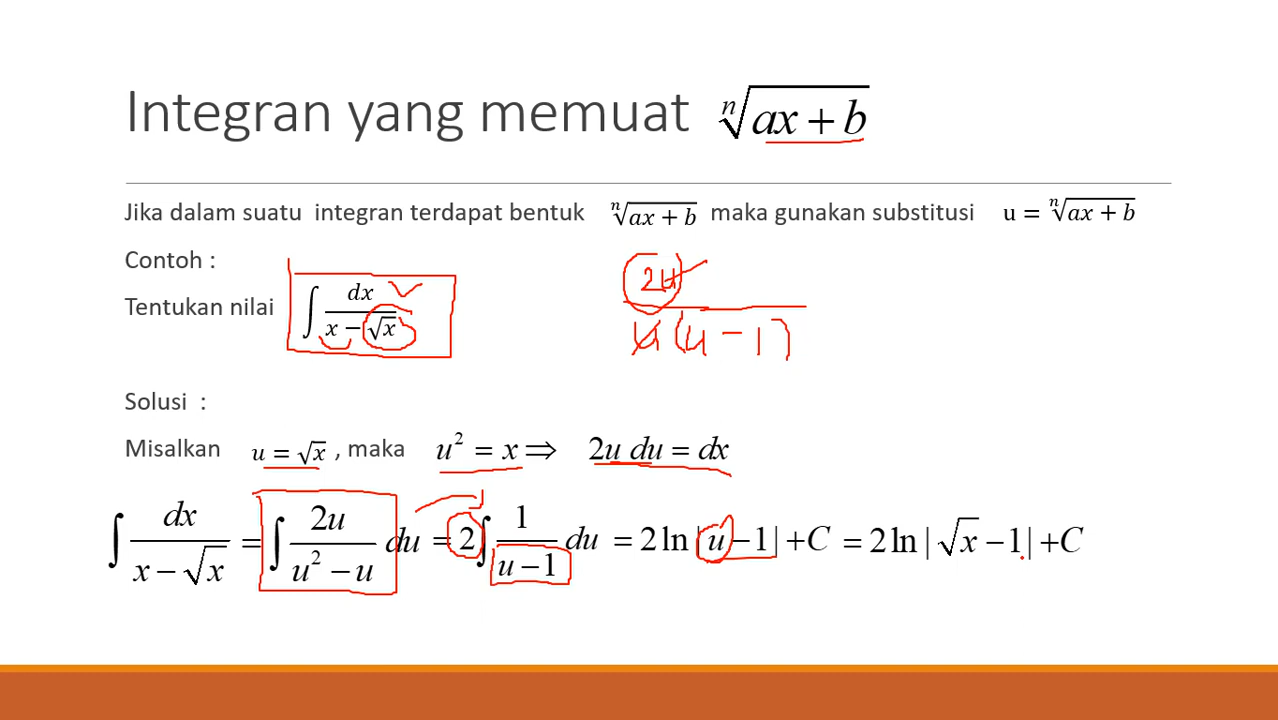 Integran yang memuat ⁿ√(ax + b)
Jika dalam suatu integran terdapat bentuk ⁿ√(ax + b) maka gunakan substitusi u = ⁿ√(ax + b)
Contoh :
Tentukan nilai ∫ dx / (x − √x)
2u / u(u − 1)
Solusi :
Misalkan u = √x , maka u² = x ⇒ 2u du = dx
∫ dx / (x − √x) = ∫ 2u / (u² − u) du = 2 ∫ 1 / (u − 1) du = 2 ln | u − 1 | + C = 2 ln | √x − 1 | + C